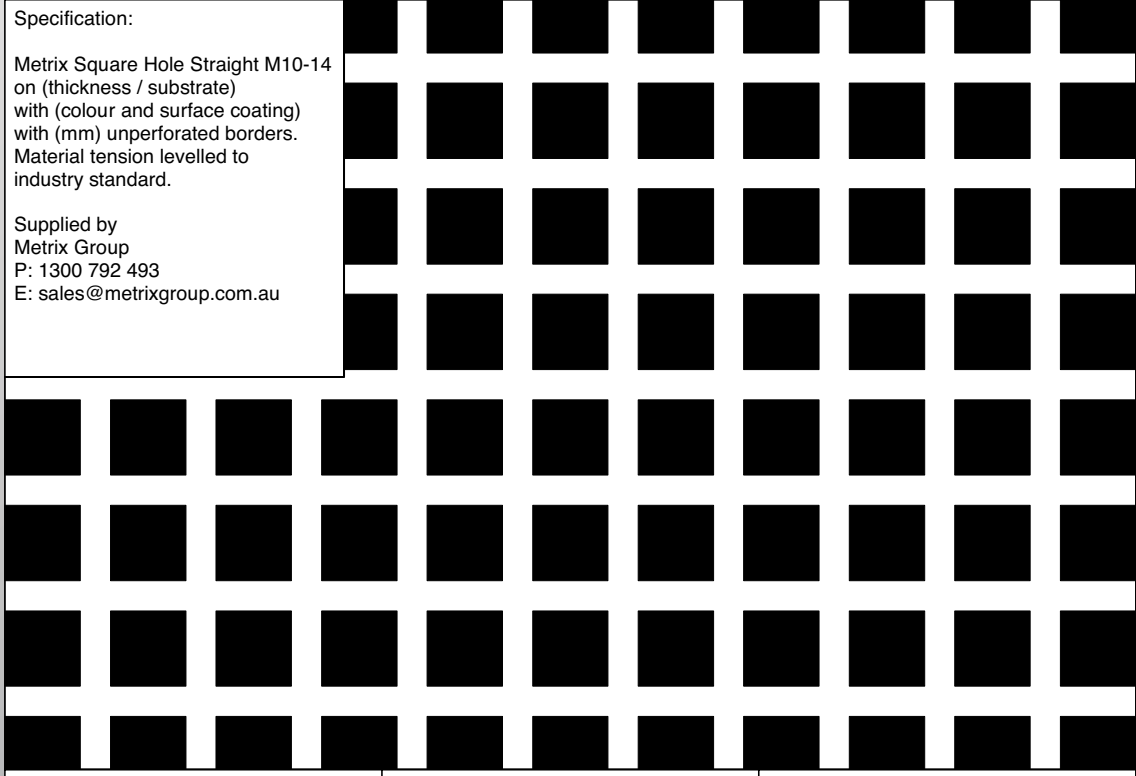 Specification:
Metrix Square Hole Straight M10-14
on (thickness / substrate)
with (colour and surface coating)
with (mm) unperforated borders.
Material tension levelled to
industry standard.
Supplied by
Metrix Group
P: 1300 792 493
E: sales@metrixgroup.com.au